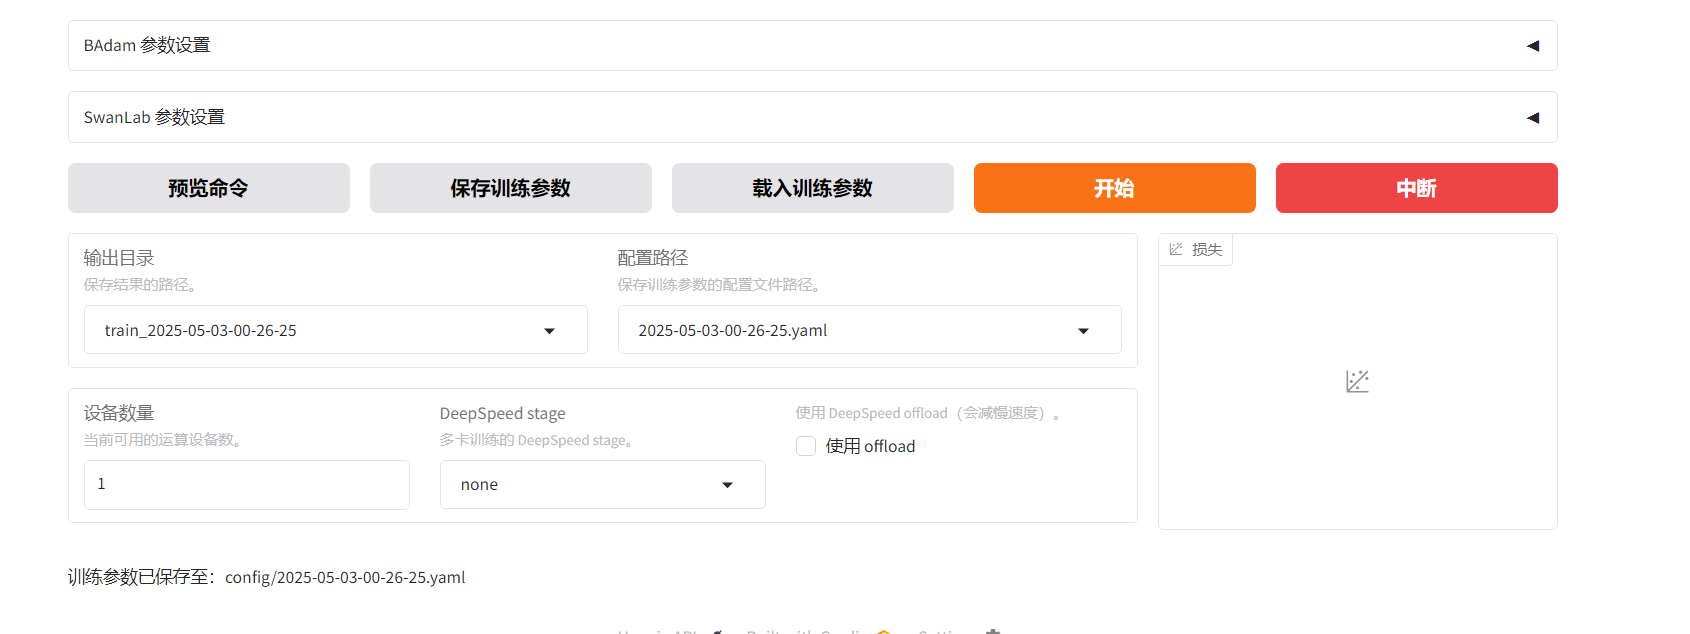 BAdam 参数设置
SwanLab 参数设置
预览命令 保存训练参数 载入训练参数 开始 中断
输出目录 配置路径 损失
保存结果的路径。 保存训练参数的配置文件路径。
train_2025-05-03-00-26-25 2025-05-03-00-26-25.yaml
设备数量 DeepSpeed stage 使用 DeepSpeed offload（会减慢速度）。
当前可用的运算设备数。 多卡训练的 DeepSpeed stage。 使用 offload
1 none
训练参数已保存至：config/2025-05-03-00-26-25.yaml